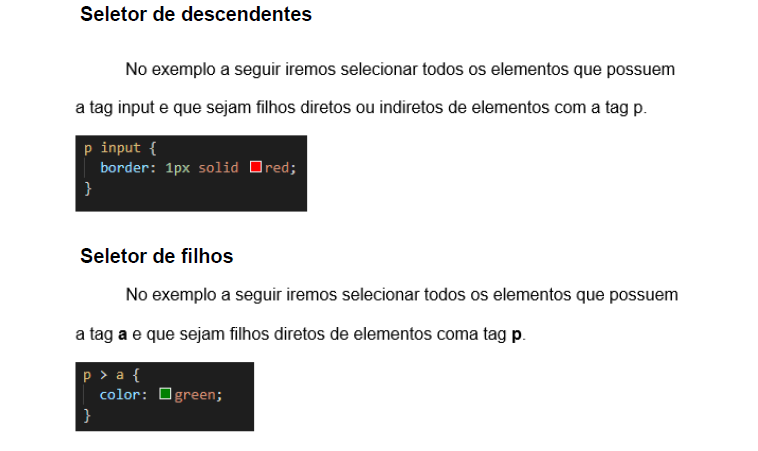 Seletor de descendentes
No exemplo a seguir iremos selecionar todos os elementos que possuem
a tag input e que sejam filhos diretos ou indiretos de elementos com a tag p.
p input {
border: 1px solid red;
}
Seletor de filhos
No exemplo a seguir iremos selecionar todos os elementos que possuem
a tag a e que sejam filhos diretos de elementos coma tag p.
p > a {
color: green;
}